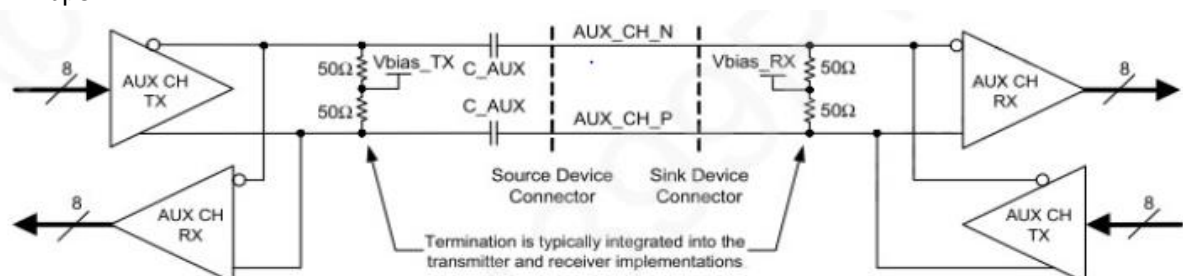 AUX_CH_N
8
AUX CH
TX
50Ω
Vbias_TX
C_AUX
Vbias_RX
50Ω
AUX CH
RX
8
50Ω
C_AUX
AUX_CH_P
50Ω
8
AUX CH
RX
Source Device
Connector
Sink Device
Connector
AUX CH
TX
8
Termination is typically integrated into the
transmitter and receiver implementations